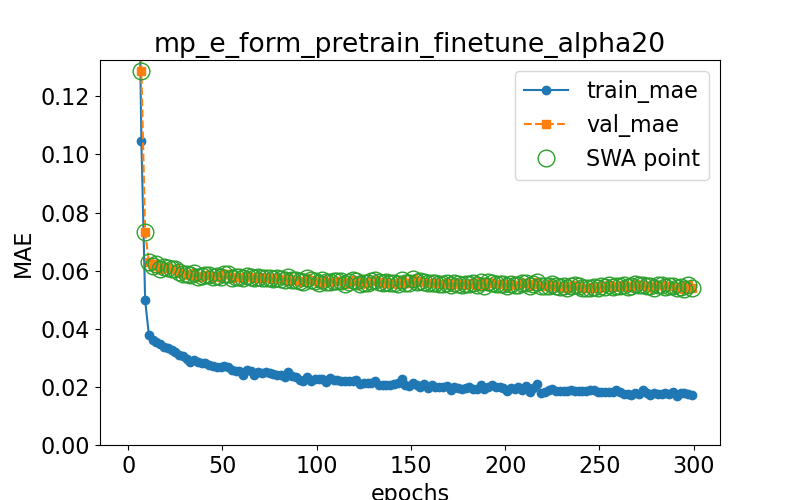 mp_e_form_pretrain_finetune_alpha20
train_mae
val_mae
SWA point
MAE
0.12
0.10
0.08
0.06
0.04
0.02
0.00
0 50 100 150 200 250 300
epochs